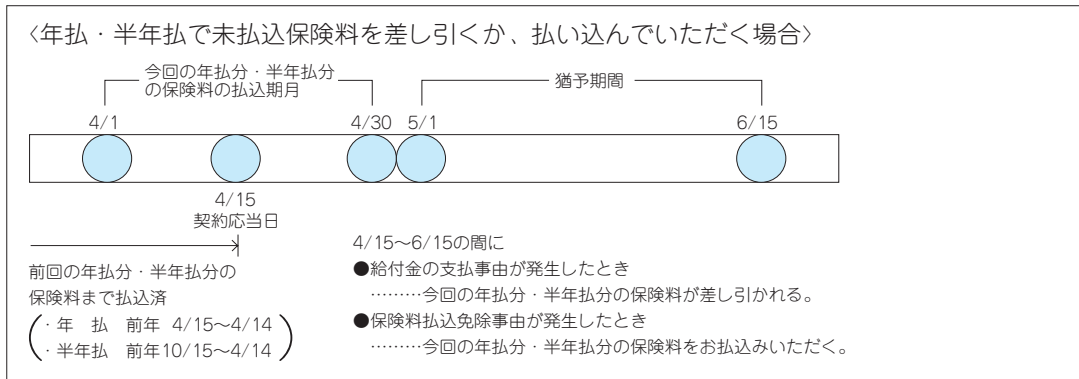 〈年払・半年払で未払込保険料を差し引くか、払い込んでいただく場合〉
今回の年払分・半年払分
の保険料の払込期月
猶予期間
4/1
4/30
5/1
6/15
4/15
契約応当日
前回の年払分・半年払分の
保険料まで払込済
・年　払　前年 4/15～4/14
・半年払　前年10/15～4/14
4/15～6/15の間に
●給付金の支払事由が発生したとき
………今回の年払分・半年払分の保険料が差し引かれる。
●保険料払込免除事由が発生したとき
………今回の年払分・半年払分の保険料をお払込みいただく。